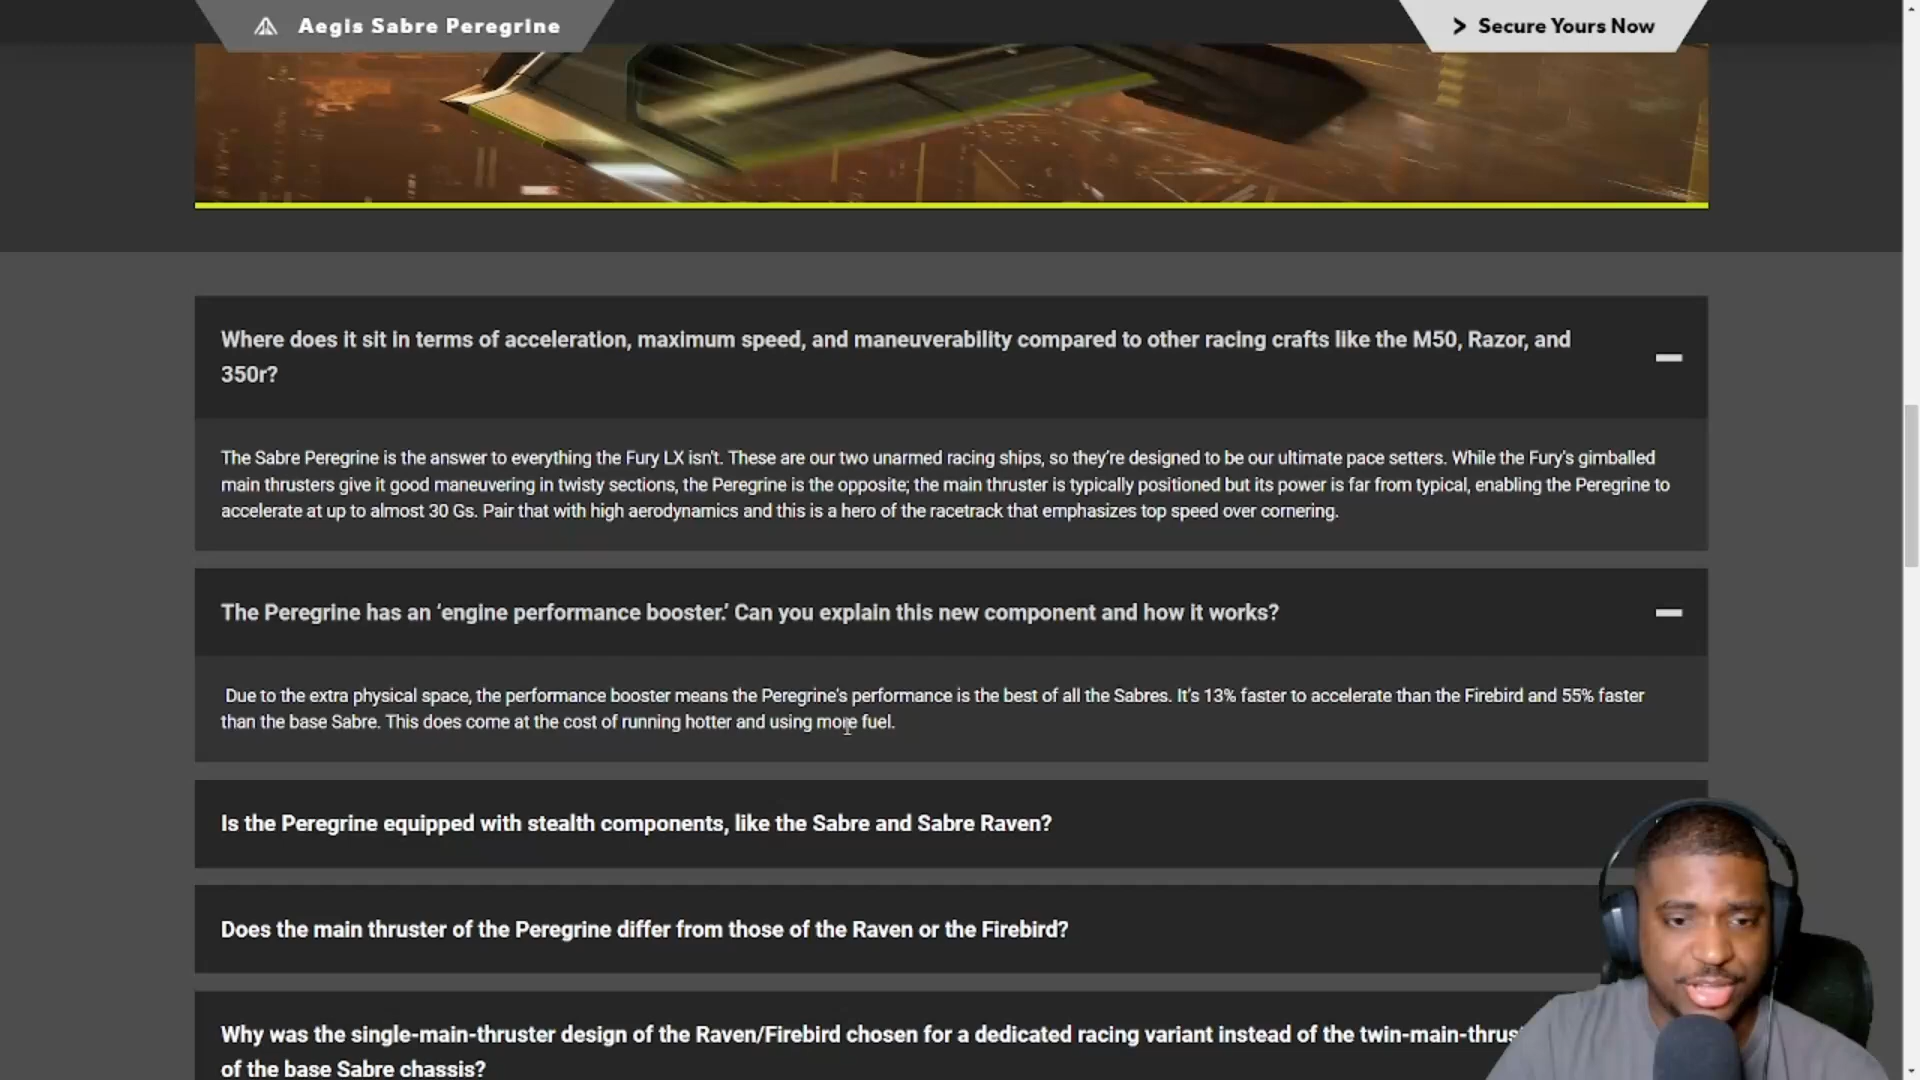 Aegis Sabre Peregrine
> Secure Yours Now
Where does it sit in terms of acceleration, maximum speed, and maneuverability compared to other racing crafts like the M50, Razor, and
350r?
The Sabre Peregrine is the answer to everything the Fury LX isn't. These are our two unarmed racing ships, so they're designed to be our ultimate pace setters. While the Fury's gimballed
main thrusters give it good maneuvering in twisty sections, the Peregrine is the opposite; the main thruster is typically positioned but its power is far from typical, enabling the Peregrine to
accelerate at up to almost 30 Gs. Pair that with high aerodynamics and this is a hero of the racetrack that emphasizes top speed over cornering.
The Peregrine has an ‘engine performance booster.’ Can you explain this new component and how it works?
Due to the extra physical space, the performance booster means the Peregrine's performance is the best of all the Sabres. It's 13% faster to accelerate than the Firebird and 55% faster
than the base Sabre. This does come at the cost of running hotter and using more fuel.
Is the Peregrine equipped with stealth components, like the Sabre and Sabre Raven?
Does the main thruster of the Peregrine differ from those of the Raven or the Firebird?
Why was the single-main-thruster design of the Raven/Firebird chosen for a dedicated racing variant instead of the twin-main-thrus
of the base Sabre chassis?